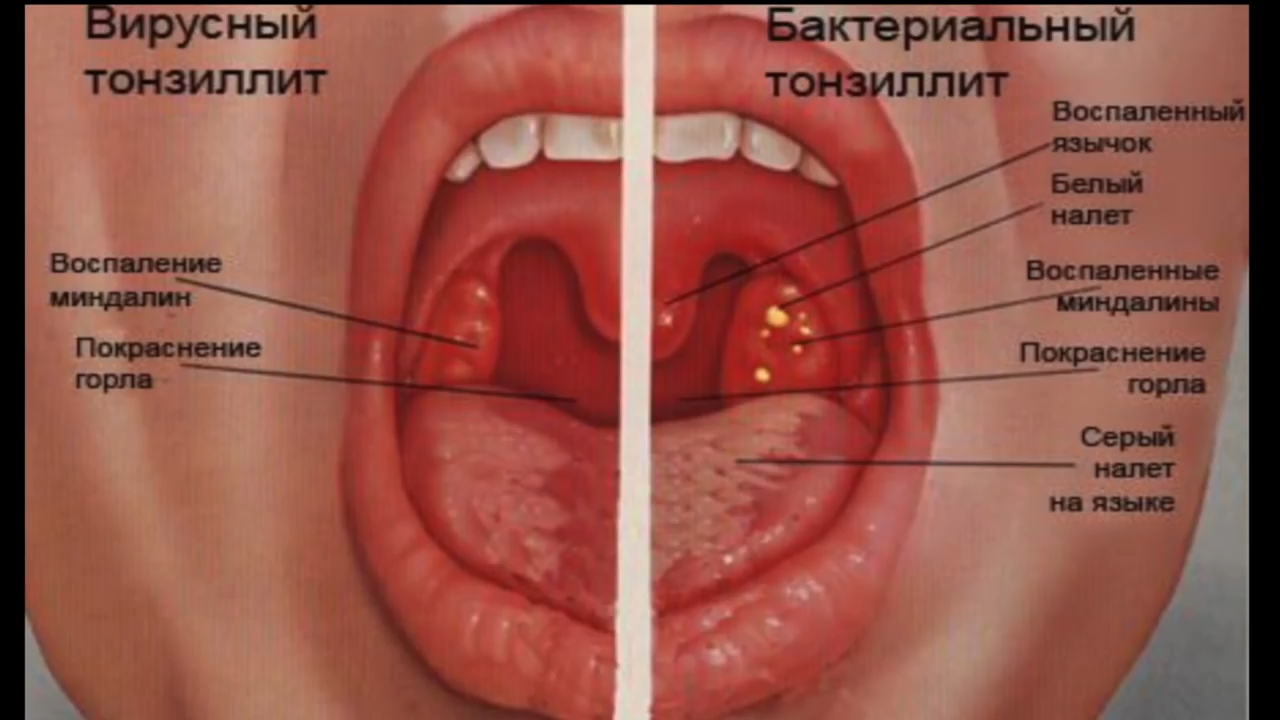 Вирусный
тонзиллит
Воспаление
миндалин
Покраснение
горла
Бактериальный
тонзиллит
Воспаленный
язычок
Белый
налет
Воспаленные
миндалины
Покраснение
горла
Серый
налет
на языке